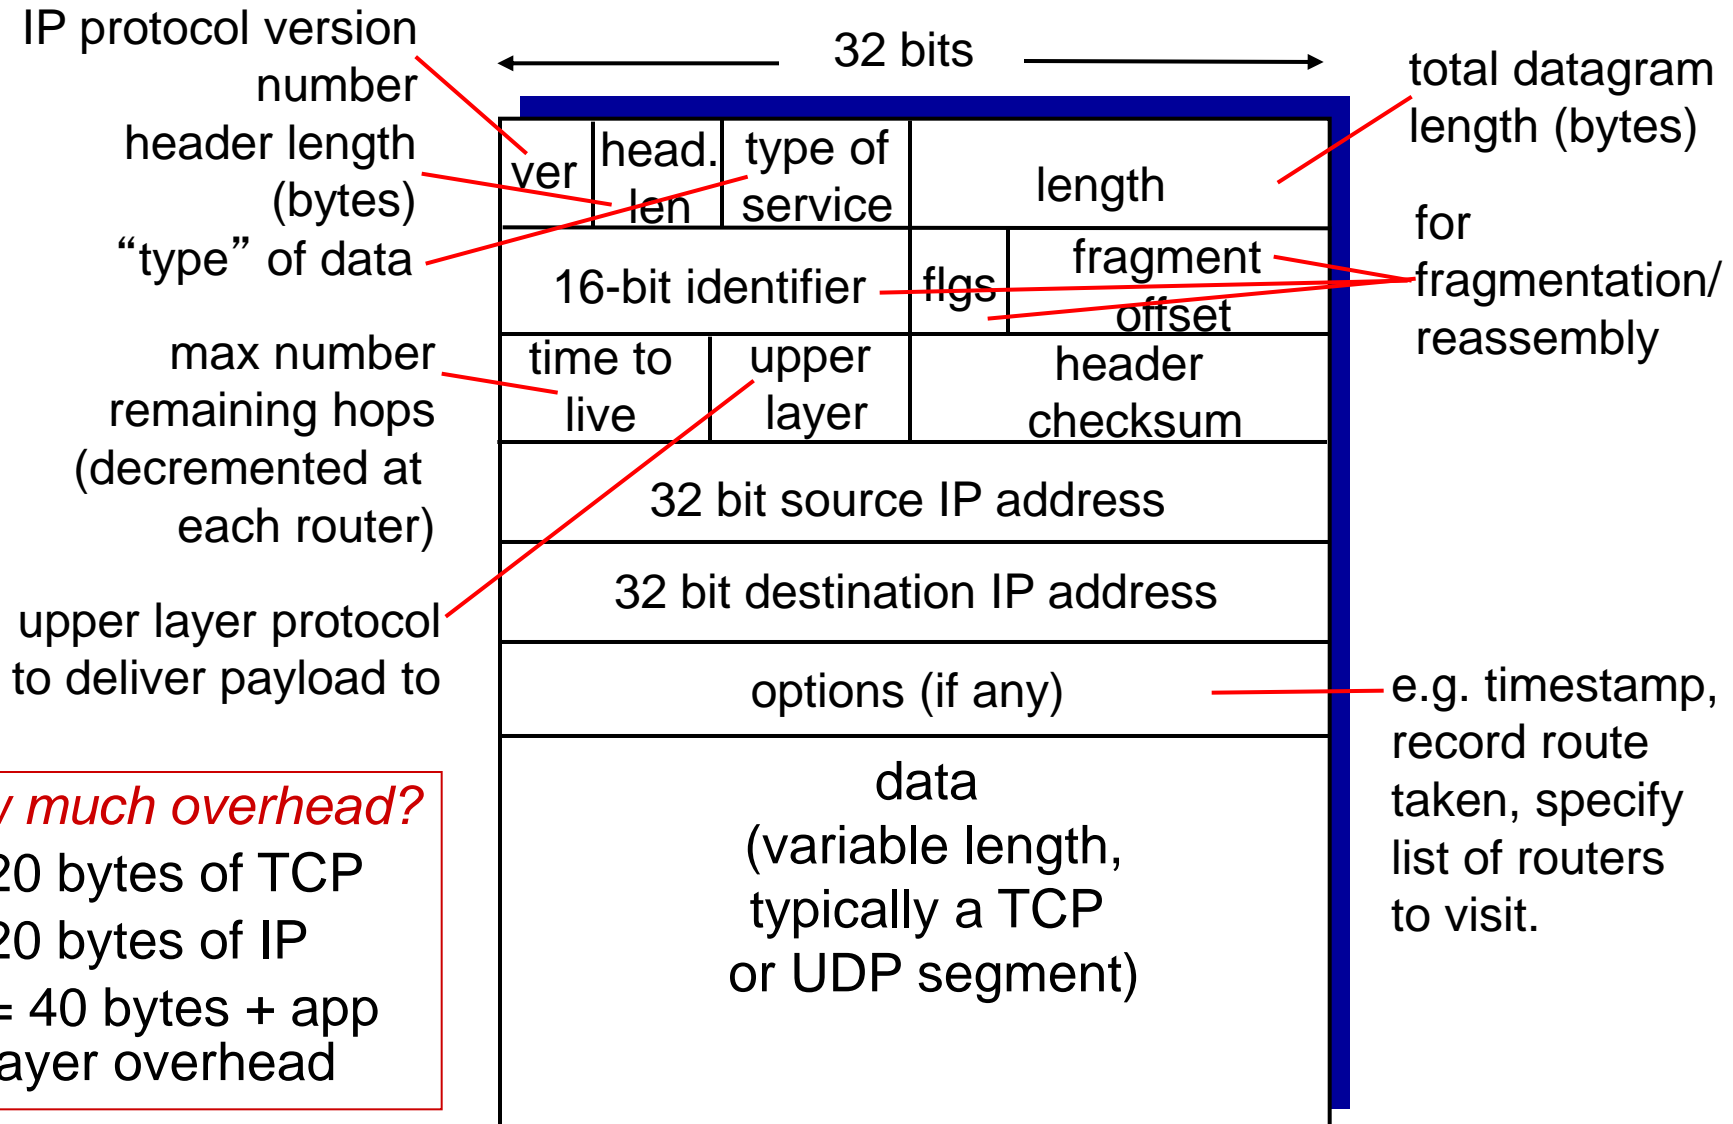 IP protocol version
number
header length
(bytes)
“type” of data
max number
remaining hops
(decremented at
each router)
upper layer protocol
to deliver payload to
much overhead?
20 bytes of TCP
20 bytes of IP
= 40 bytes + app
overhead
32 bits
ver
head.
len
type of
service
length
16-bit identifier
flgs
fragment
offset
time to
live
upper
layer
header
checksum
32 bit source IP address
32 bit destination IP address
options (if any)
data
(variable length,
typically a TCP
or UDP segment)
total datagram
length (bytes)
for
fragmentation/
reassembly
e.g. timestamp,
record route
taken, specify
list of routers
to visit.